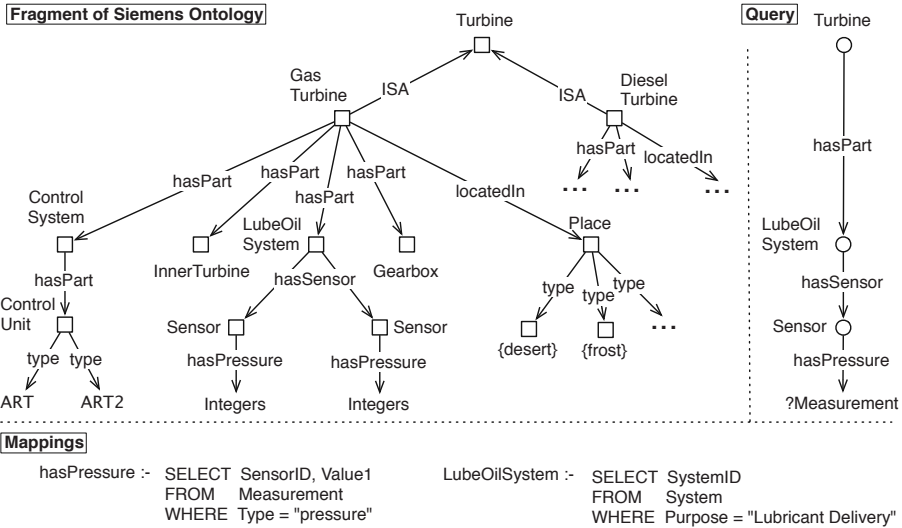 Fragment of Siemens Ontology
Turbine
Query
Turbine
Gas
Turbine
ISA
ISA
Diesel
Turbine
hasPart
locatedIn
... ... ...
hasPart
hasPart
hasPart
hasPart
locatedIn
hasPart
Control
System
InnerTurbine
LubeOil
System
Gearbox
Place
LubeOil
System
hasPart
hasSensor
type
type
type
hasSensor
Control
Unit
Sensor
Sensor
{desert}
{frost}
...
Sensor
type
type
hasPressure
hasPressure
hasPressure
ART
ART2
Integers
Integers
?Measurement
Mappings
hasPressure :- SELECT SensorID, Value1
FROM Measurement
WHERE Type = "pressure"
LubeOilSystem :- SELECT SystemID
FROM System
WHERE Purpose = "Lubricant Delivery"